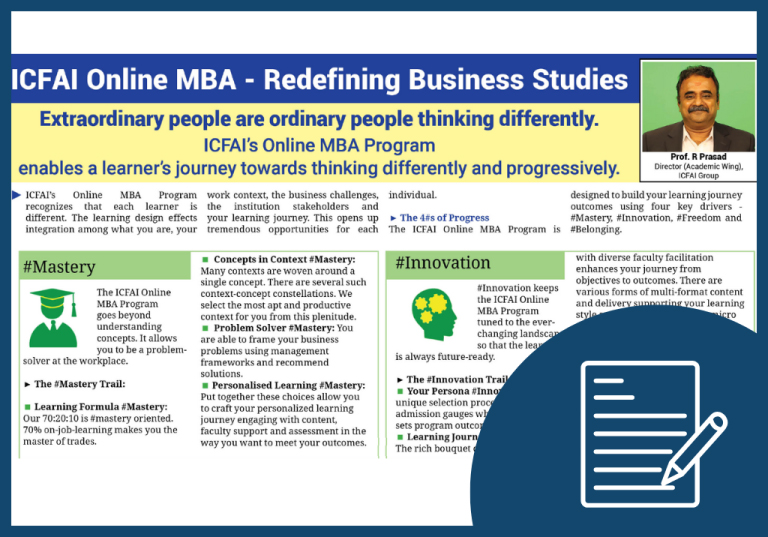 ICFAI Online MBA - Redefining Business Studies
Extraordinary people are ordinary people thinking differently.
ICFAI's Online MBA Program
enables a learner's journey towards thinking differently and progressively.
Prof. R Prasad
Director (Academic Wing),
ICFAI Group
► ICFAI's Online MBA Program
recognizes that each learner is
different. The learning design effects
integration among what you are, your
work context, the business challenges,
the institution stakeholders and
your learning journey. This opens up
tremendous opportunities for each
individual.
► The 4#s of Progress
The ICFAI Online MBA Program is
designed to build your learning journey
outcomes using four key drivers -
#Mastery, #Innovation, #Freedom and
#Belonging.
#Mastery
The ICFAI Online
MBA Program
goes beyond
understanding
concepts. It allows
you to be a problem-
solver at the workplace.
► The #Mastery Trail:
■ Learning Formula #Mastery:
Our 70:20:10 is #mastery oriented.
70% on-job-learning makes you the
master of trades.
■ Concepts in Context #Mastery:
Many contexts are woven around a
single concept. There are several such
context-concept constellations. We
select the most apt and productive
context for you from this plenitude.
■ Problem Solver #Mastery: You
are able to frame your business
problems using management
frameworks and recommend
solutions.
■ Personalised Learning #Mastery:
Put together these choices allow you
to craft your personalized learning
journey engaging with content,
faculty support and assessment in the
way you want to meet your outcomes.
#Innovation
#Innovation keeps
the ICFAI Online
MBA Program
tuned to the ever-
changing landscap
so that the lea
is always future-ready.
► The #Innovation Trail
■ Your Persona #Inno
unique selection proce
admission gauges wh
sets program outco
■ Learning Journ
The rich bouquet
with diverse faculty facilitation
enhances your journey from
objectives to outcomes. There are
various forms of multi-format content
and delivery supporting your learning
style micro